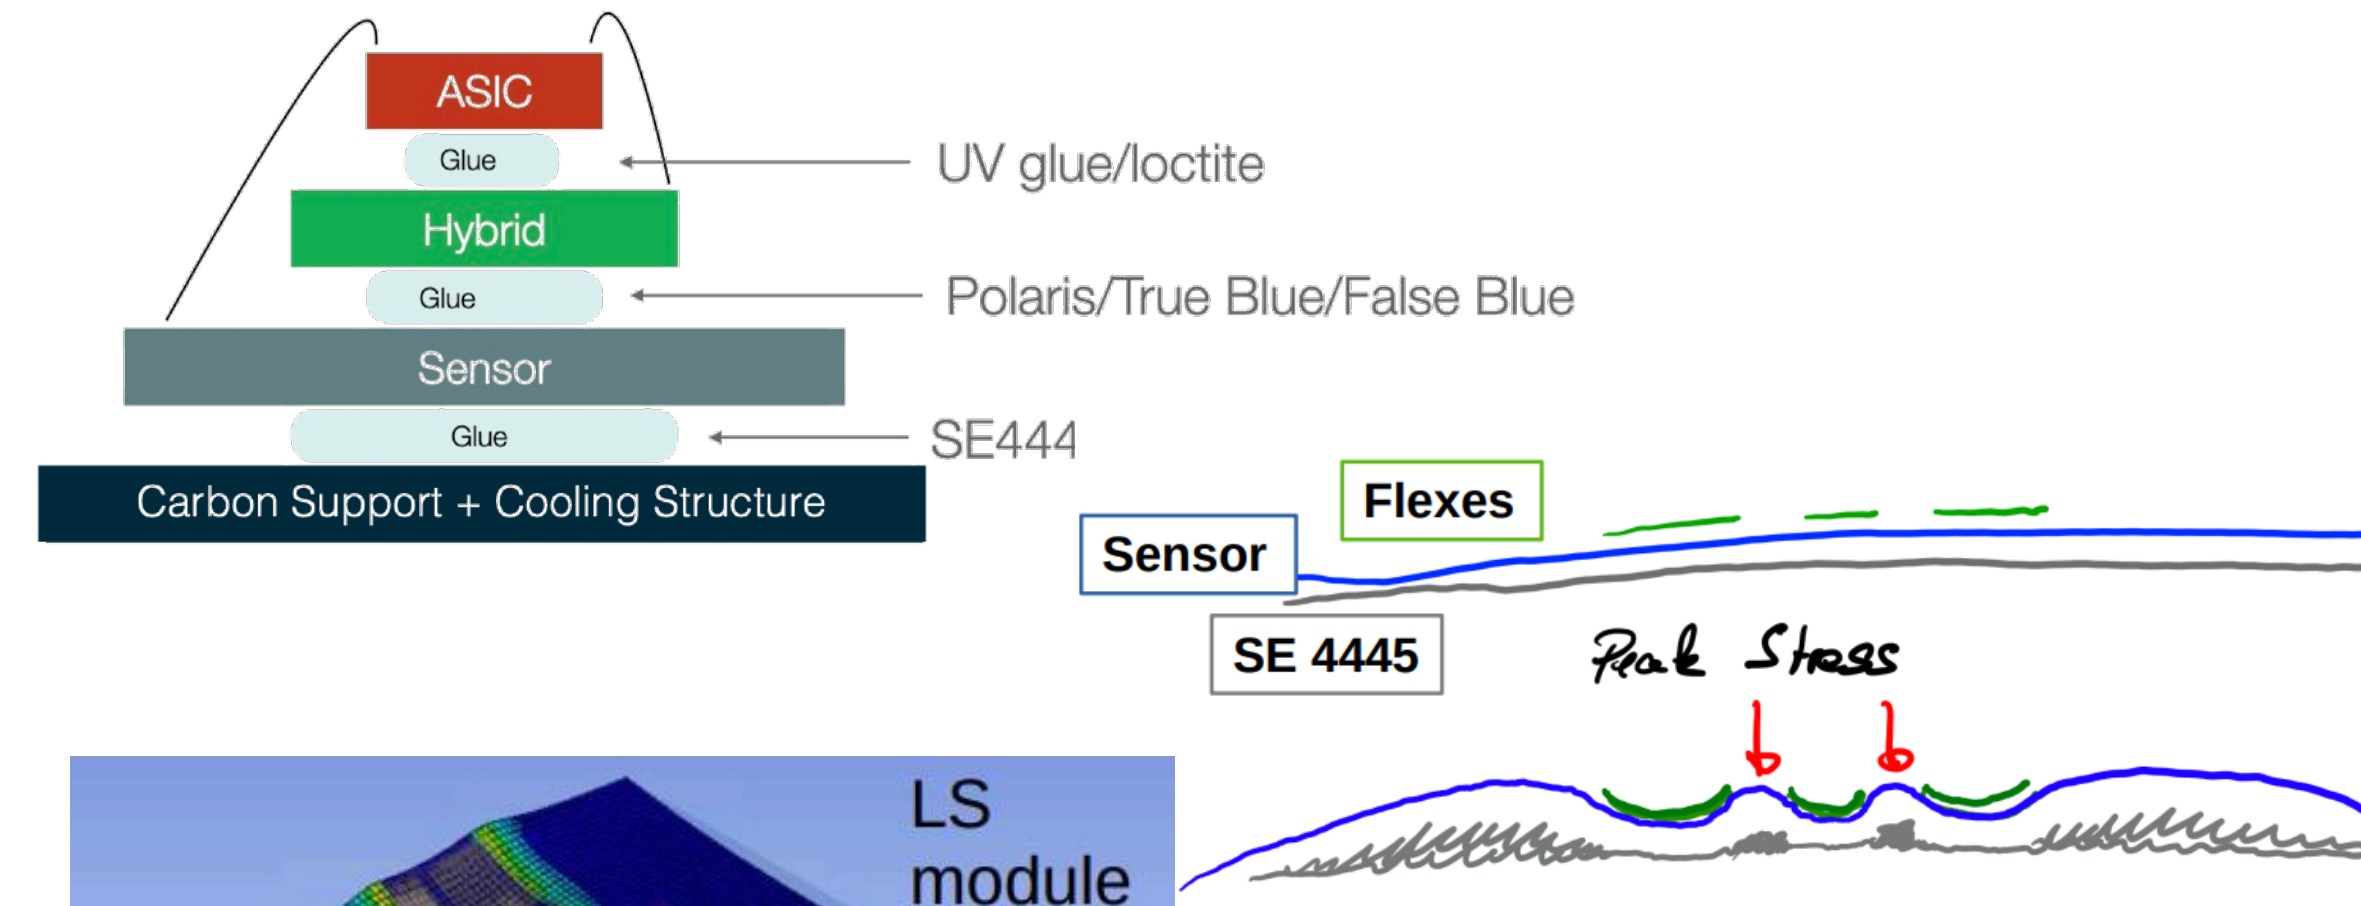 ASIC
Glue
UV glue/loctite
Hybrid
Glue
Polaris/True Blue/False Blue
Sensor
Glue
SE444
Carbon Support + Cooling Structure
Flexes
Sensor
SE 4445
Peak Stress
LS
module